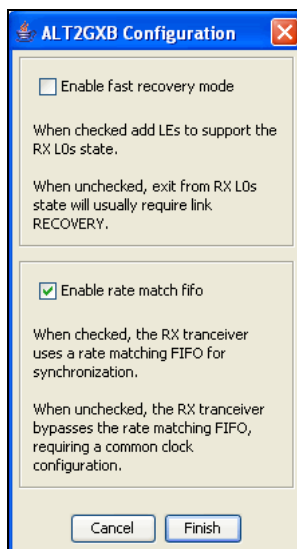 ALT2GXB Configuration
Enable fast recovery mode
When checked add LEs to support the
RX L0s state.
When unchecked, exit from RX L0s
state will usually require link
RECOVERY.
Enable rate match fifo
When checked, the RX tranceiver
uses a rate matching FIFO for
synchronization.
When unchecked, the RX tranceiver
bypasses the rate matching FIFO,
requiring a common clock
configuration.
Cancel Finish